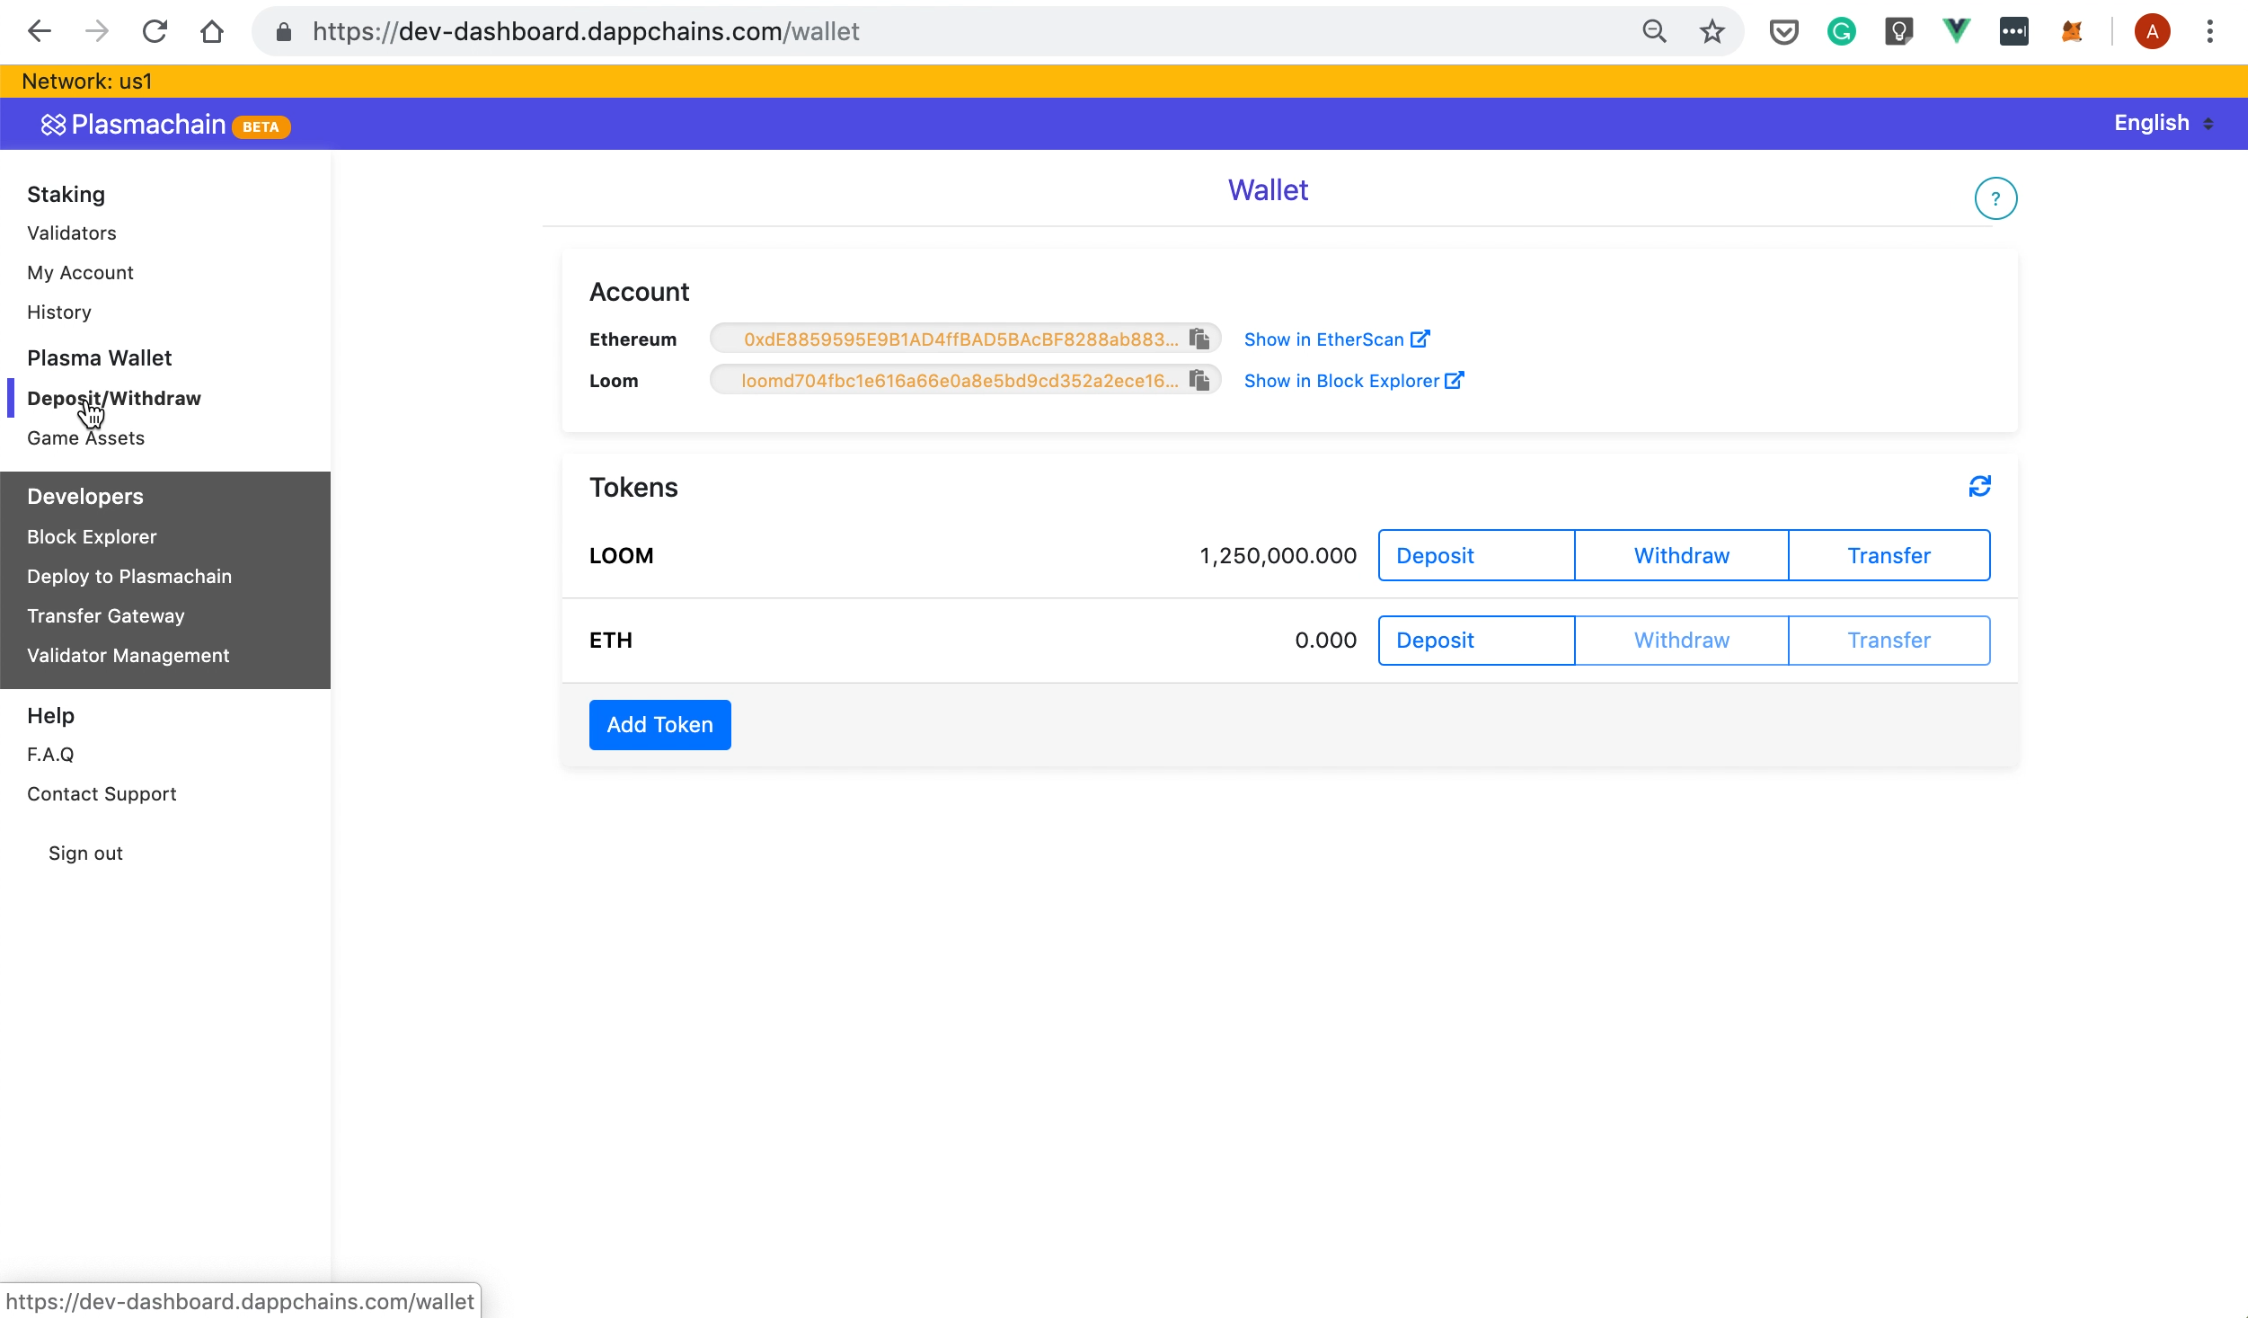 https://dev-dashboard.dappchains.com/wallet
A
Network: us1
Plasmachain BETA
English
Staking
Validators
My Account
History
Plasma Wallet
Deposit/Withdraw
Game Assets
Developers
Block Explorer
Deploy to Plasmachain
Transfer Gateway
Validator Management
Help
F.A.Q
Contact Support
Sign out
Wallet
?
Account
Ethereum 0xdE8859595E9B1AD4ffBAD5BAcBF8288ab883... Show in EtherScan
Loom loomd704fbc1e616a66e0a8e5bd9cd352a2ece16... Show in Block Explorer
Tokens
LOOM 1,250,000.000 Deposit Withdraw Transfer
ETH 0.000 Deposit Withdraw Transfer
Add Token
https://dev-dashboard.dappchains.com/wallet